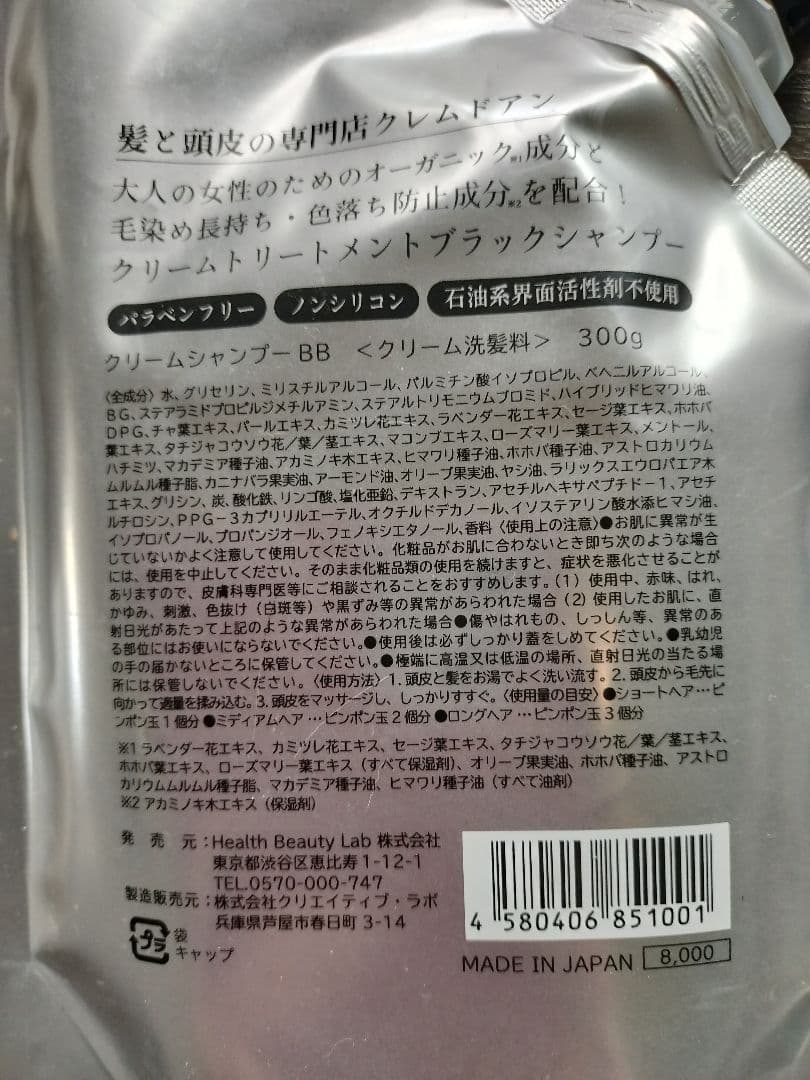 髪と頭皮の専門店クレムドアン
大人の女性のためのオーガニック※1成分と
毛染め長持ち・色落ち防止成分※2を配合！
クリームトリートメントブラックシャンプー
パラベンフリー ノンシリコン 石油系界面活性剤不使用
クリームシャンプーBB ＜クリーム洗髪料＞ 300g
〈全成分〉水、グリセリン、ミリスチルアルコール、パルミチン酸イソプロピル、ベヘニルアルコール、
BG、ステアラミドプロピルジメチルアミン、ステアルトリモニウムブロミド、ハイブリッドヒマワリ油、
DPG、チャ葉エキス、パールエキス、カミツレ花エキス、ラベンダー花エキス、セージ葉エキス、ホホバ
葉エキス、タチジャコウソウ花／葉／茎エキス、マコンブエキス、ローズマリー葉エキス、メントール、
ハチミツ、マカデミア種子油、アカミノキ木エキス、ヒマワリ種子油、ホホバ種子油、アストロカリウム
ムルムル種子脂、カニナバラ果実油、アーモンド油、オリーブ果実油、ヤシ油、ラリックスエウロパエア木
エキス、グリシン、炭、酸化鉄、リンゴ酸、塩化亜鉛、デキストラン、アセチルヘキサペプチド－1、アセチ
ルチロシン、PPG－3カプリリルエーテル、オクチルドデカノール、イソステアリン酸水添ヒマシ油、
イソプロパノール、プロパンジオール、フェノキシエタノール、香料〈使用上の注意〉●お肌に異常が生
じていないかよく注意して使用してください。化粧品がお肌に合わないとき即ち次のような場合
には、使用を中止してください。そのまま化粧品類の使用を続けますと、症状を悪化させることが
ありますので、皮膚科専門医等にご相談されることをおすすめします。（1）使用中、赤味、はれ、
かゆみ、刺激、色抜け（白斑等）や黒ずみ等の異常があらわれた場合（2）使用したお肌に、直
射日光があたって上記のような異常があらわれた場合●傷やはれもの、しっしん等、異常のあ
る部位にはお使いにならないでください。●使用後は必ずしっかり蓋をしめてください。●乳幼児
の手の届かないところに保管してください。●極端に高温又は低温の場所、直射日光の当たる場
所には保管しないでください。〈使用方法〉1. 頭皮と髪をお湯でよく洗い流す。2. 頭皮から毛先に
向かって適量を揉み込む。3. 頭皮をマッサージし、しっかりすすぐ。〈使用量の目安〉●ショートヘア…ピ
ンポン玉1個分●ミディアムヘア…ピンポン玉2個分●ロングヘア…ピンポン玉3個分
※1 ラベンダー花エキス、カミツレ花エキス、セージ葉エキス、タチジャコウソウ花／葉／茎エキス、
ホホバ葉エキス、ローズマリー葉エキス（すべて保湿剤）、オリーブ果実油、ホホバ種子油、アストロ
カリウムムルムル種子脂、マカデミア種子油、ヒマワリ種子油（すべて油剤）
※2 アカミノキ木エキス（保湿剤）
発売元：Health Beauty Lab 株式会社
東京都渋谷区恵比寿1-12-1
TEL.0570-000-747
製造販売元：株式会社クリエイティブ・ラボ
兵庫県芦屋市春日町3-14
プラ 袋
キャップ
4 580406 851001
MADE IN JAPAN 8,000